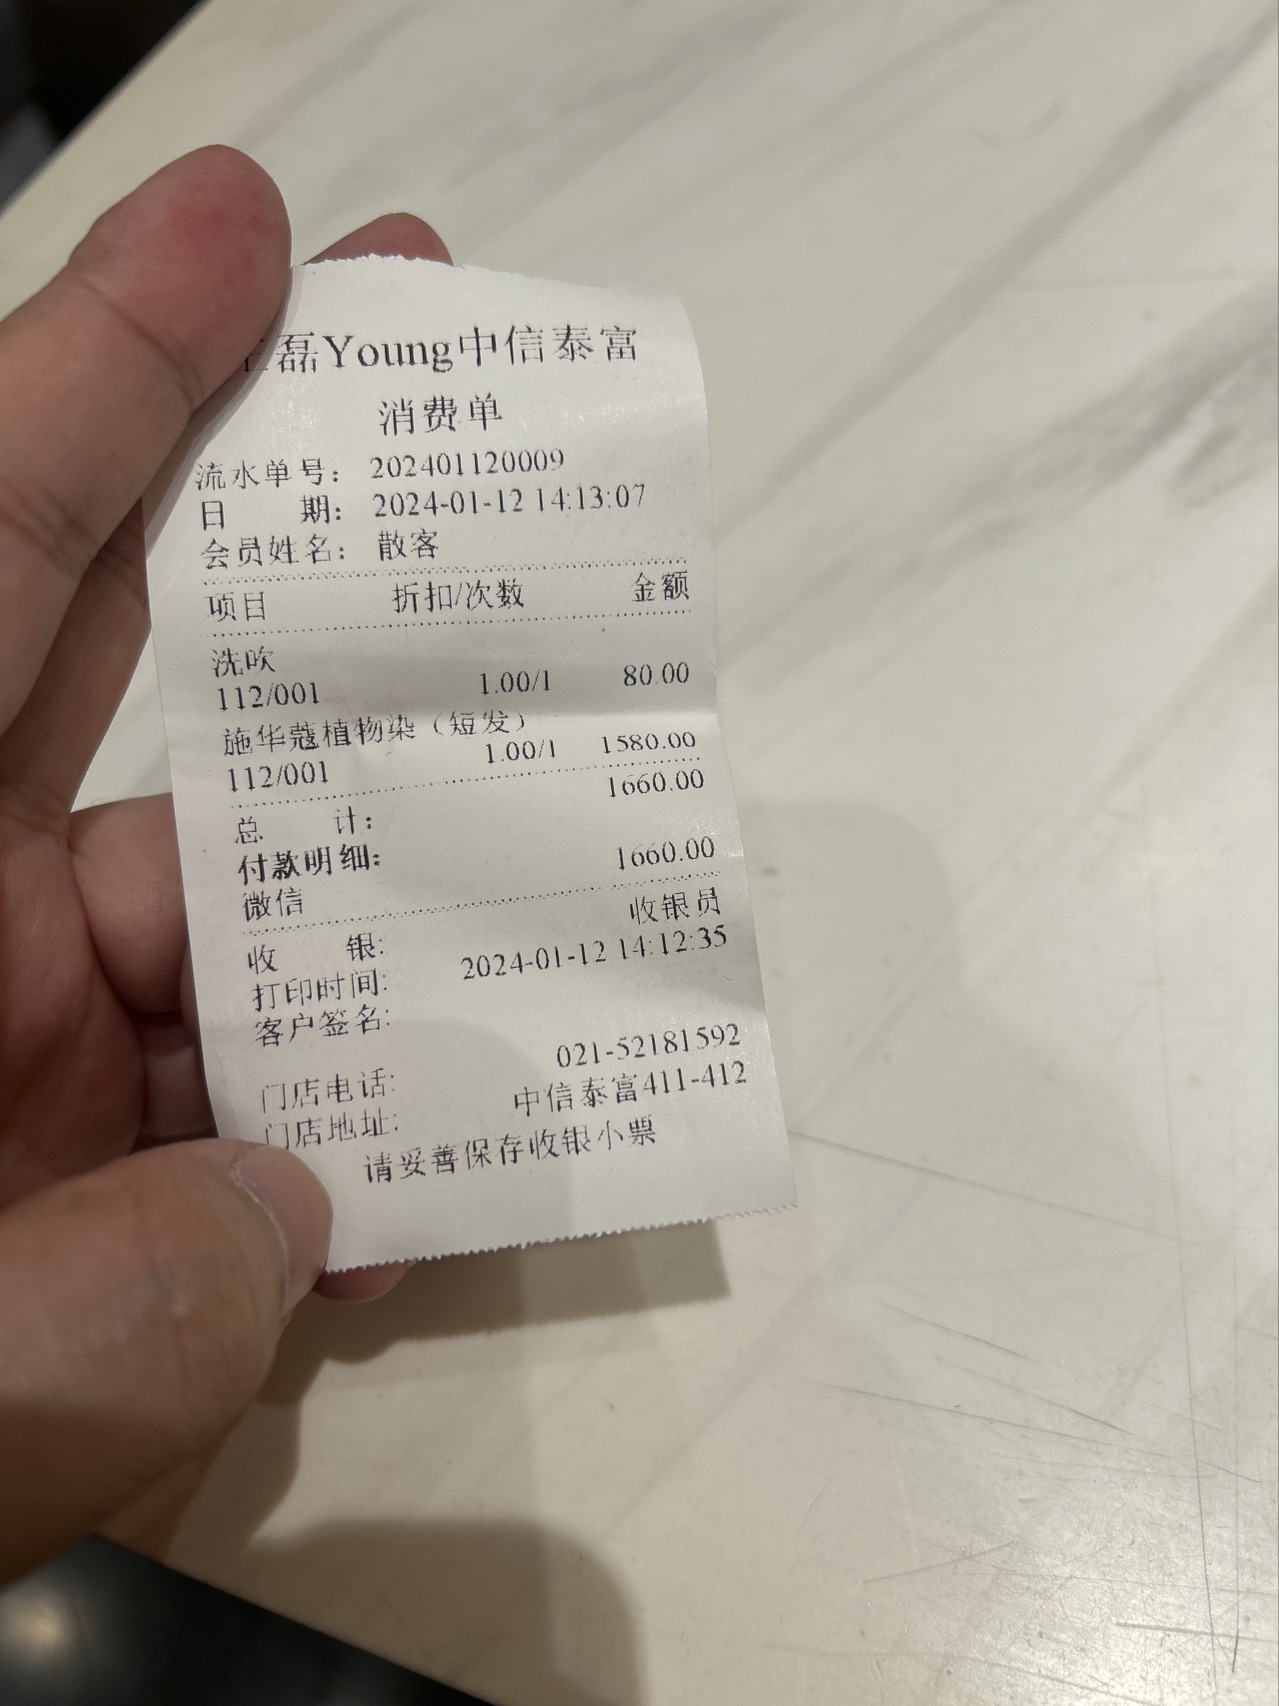 磊Young中信泰富
消费单
流水单号： 202401120009
日 期： 2024-01-12 14:13:07
会员姓名： 散客
项目 折扣/次数 金额
洗吹
112/001 1.00/1 80.00
施华蔻植物染（短发）
112/001 1.00/1 1580.00
总 计： 1660.00
付款明细:
微信 1660.00
收 银: 收银员
打印时间: 2024-01-12 14:12:35
客户签名:
门店电话: 021-52181592
门店地址: 中信泰富411-412
请妥善保存收银小票